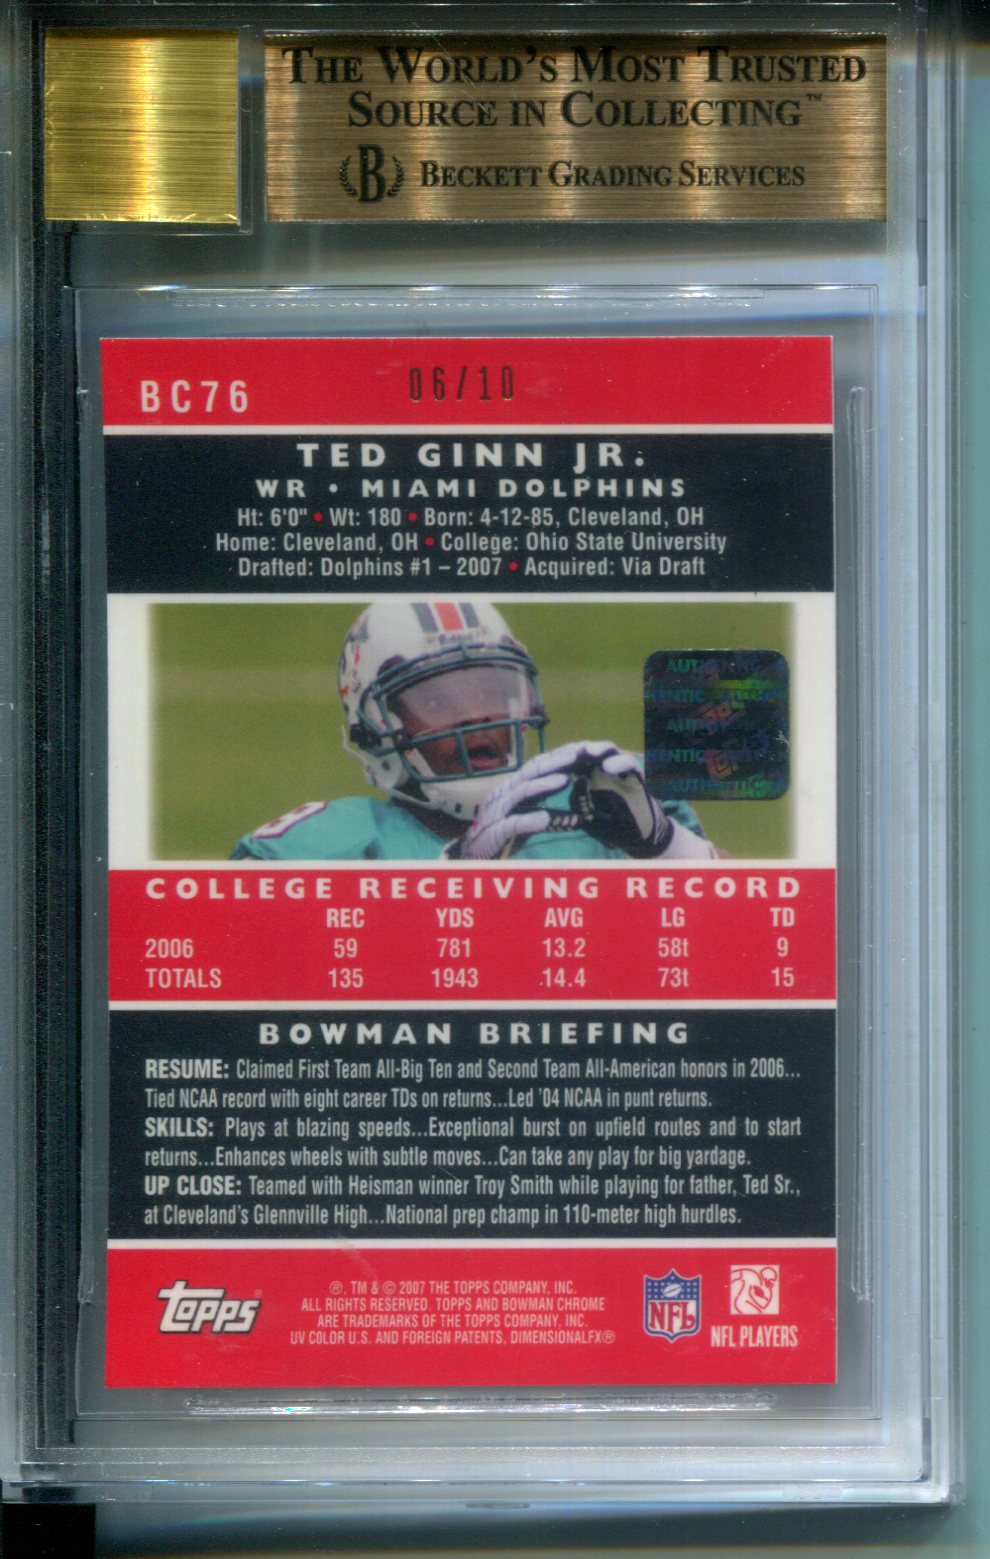 THE WORLD'S MOST TRUSTED
SOURCE IN COLLECTING™
B BECKETT GRADING SERVICES
BC76 06/10
TED GINN JR.
WR • MIAMI DOLPHINS
Ht: 6'0" • Wt: 180 • Born: 4-12-85, Cleveland, OH
Home: Cleveland, OH • College: Ohio State University
Drafted: Dolphins #1 – 2007 • Acquired: Via Draft
Riddell
AUTHENTIC
COLLEGE RECEIVING RECORD
REC YDS AVG LG TD
2006 59 781 13.2 58t 9
TOTALS 135 1943 14.4 73t 15
BOWMAN BRIEFING
RESUME: Claimed First Team All-Big Ten and Second Team All-American honors in 2006...
Tied NCAA record with eight career TDs on returns...Led '04 NCAA in punt returns.
SKILLS: Plays at blazing speeds...Exceptional burst on upfield routes and to start
returns...Enhances wheels with subtle moves...Can take any play for big yardage.
UP CLOSE: Teamed with Heisman winner Troy Smith while playing for father, Ted Sr.,
at Cleveland's Glennville High...National prep champ in 110-meter high hurdles.
topps®
®, TM & © 2007 THE TOPPS COMPANY, INC.
ALL RIGHTS RESERVED. TOPPS AND BOWMAN CHROME
ARE TRADEMARKS OF THE TOPPS COMPANY, INC.
UV COLOR U.S. AND FOREIGN PATENTS, DIMENSIONALFX®
NFL
NFL PLAYERS